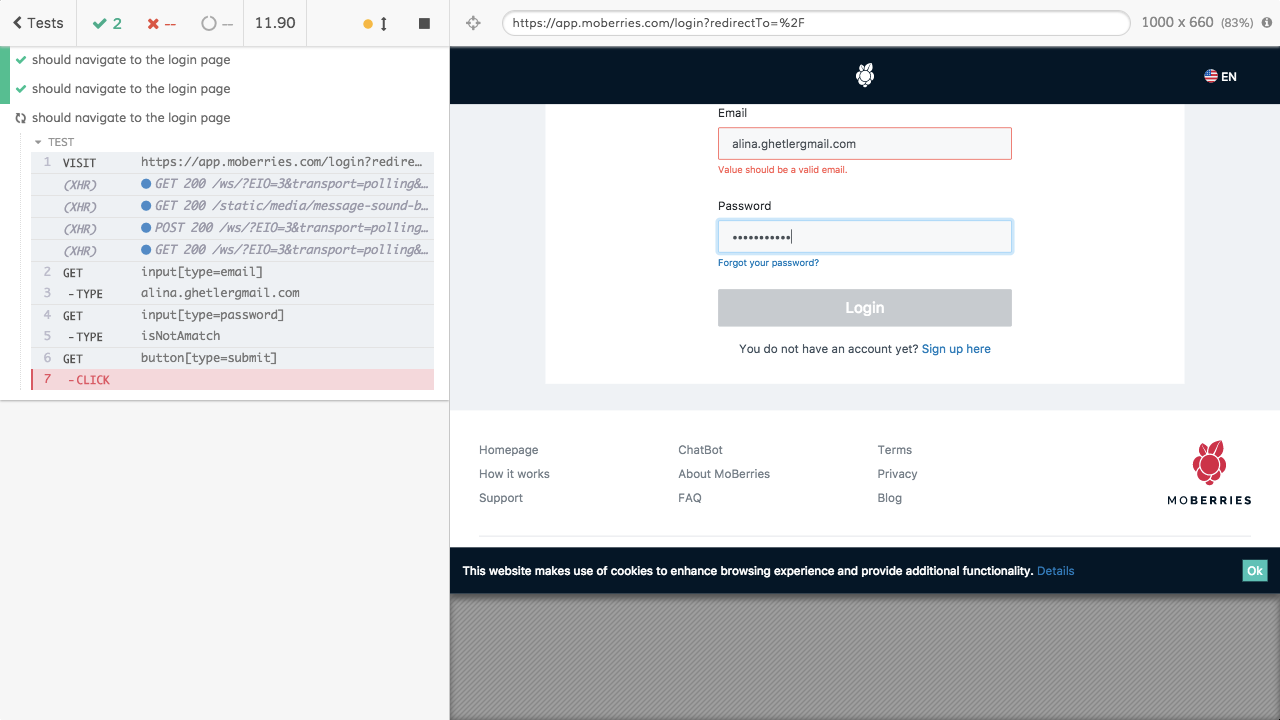 Tests 2 -- -- 11.90
https://app.moberries.com/login?redirectTo=%2F 1000 x 660 (83%)
should navigate to the login page
should navigate to the login page
should navigate to the login page
TEST
1 VISIT https://app.moberries.com/login?redire…
(XHR) GET 200 /ws/?EIO=3&transport=polling&…
(XHR) GET 200 /static/media/message-sound-b…
(XHR) POST 200 /ws/?EIO=3&transport=polling…
(XHR) GET 200 /ws/?EIO=3&transport=polling&…
2 GET input[type=email]
3 -TYPE alina.ghetlergmail.com
4 GET input[type=password]
5 -TYPE isNotAmatch
6 GET button[type=submit]
7 -CLICK
EN
Email
alina.ghetlergmail.com
Value should be a valid email.
Password
•••••••••••
Forgot your password?
Login
You do not have an account yet? Sign up here
Homepage ChatBot Terms
How it works About MoBerries Privacy
Support FAQ Blog
MOBERRIES
This website makes use of cookies to enhance browsing experience and provide additional functionality. Details Ok